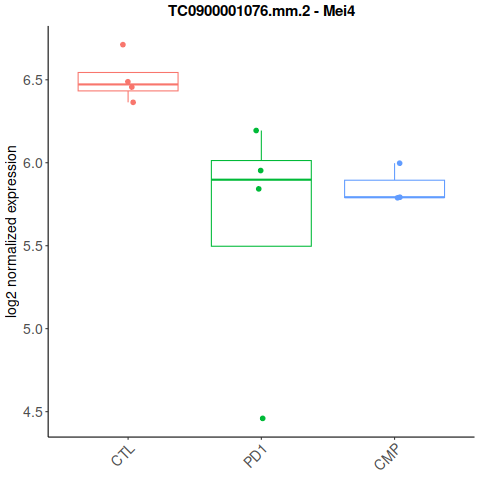 TC0900001076.mm.2 - Mei4
log2 normalized expression
6.5
6.0
5.5
5.0
4.5
CTL
PD1
CMP